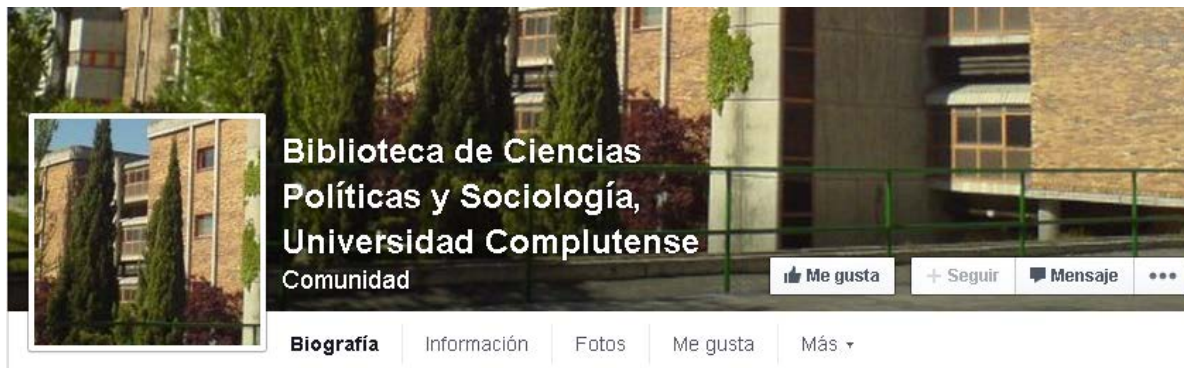 Biblioteca de Ciencias
Políticas y Sociología,
Universidad Complutense
Comunidad
Me gusta
Seguir
Mensaje
Biografía
Información
Fotos
Me gusta
Más